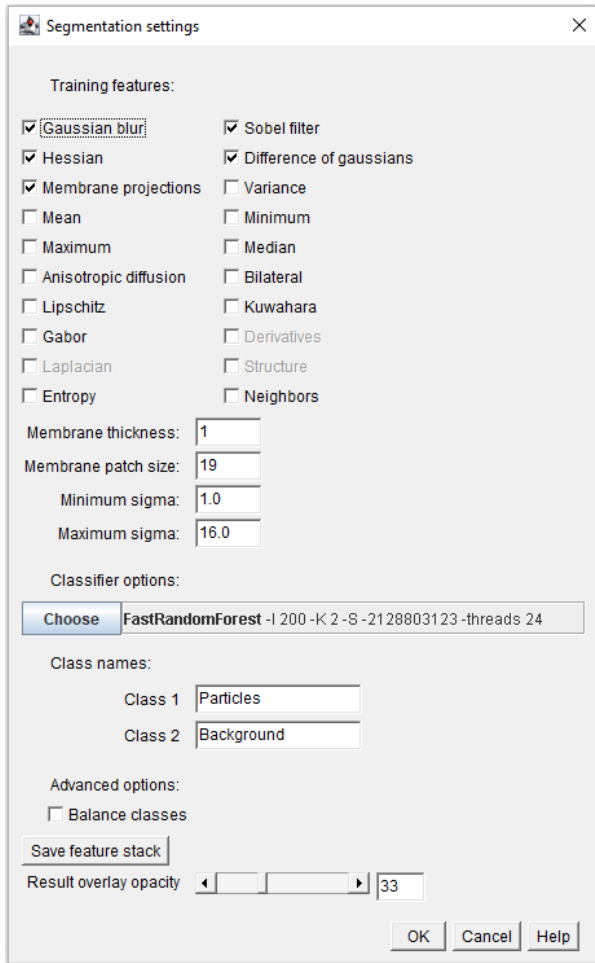 Segmentation settings
Training features:
Gaussian blur Sobel filter
Hessian Difference of gaussians
Membrane projections Variance
Mean Minimum
Maximum Median
Anisotropic diffusion Bilateral
Lipschitz Kuwahara
Gabor Derivatives
Laplacian Structure
Entropy Neighbors
Membrane thickness: 1
Membrane patch size: 19
Minimum sigma: 1.0
Maximum sigma: 16.0
Classifier options:
Choose FastRandomForest -I 200 -K 2 -S -2128803123 -threads 24
Class names:
Class 1 Particles
Class 2 Background
Advanced options:
Balance classes
Save feature stack
Result overlay opacity 33
OK Cancel Help